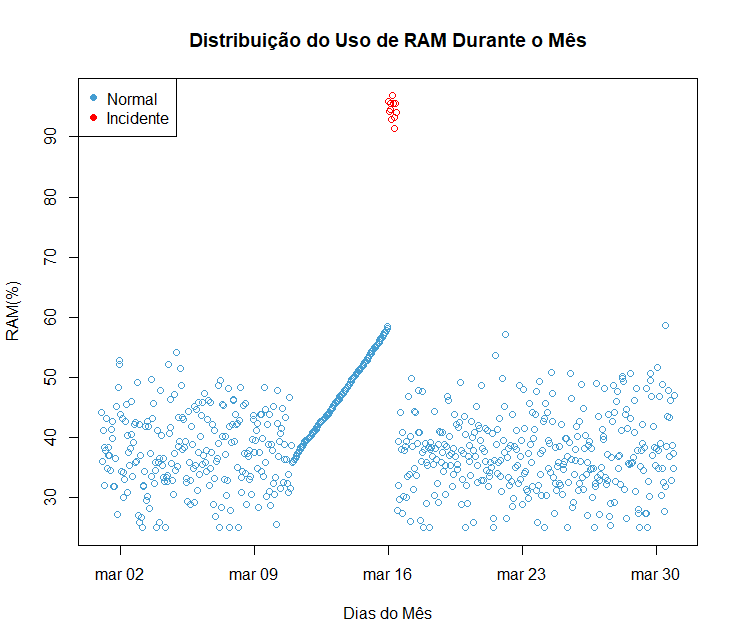 Distribuição do Uso de RAM Durante o Mês
Normal
Incidente
90
80
70
60
50
40
30
RAM(%)
mar 02
mar 09
mar 16
mar 23
mar 30
Dias do Mês